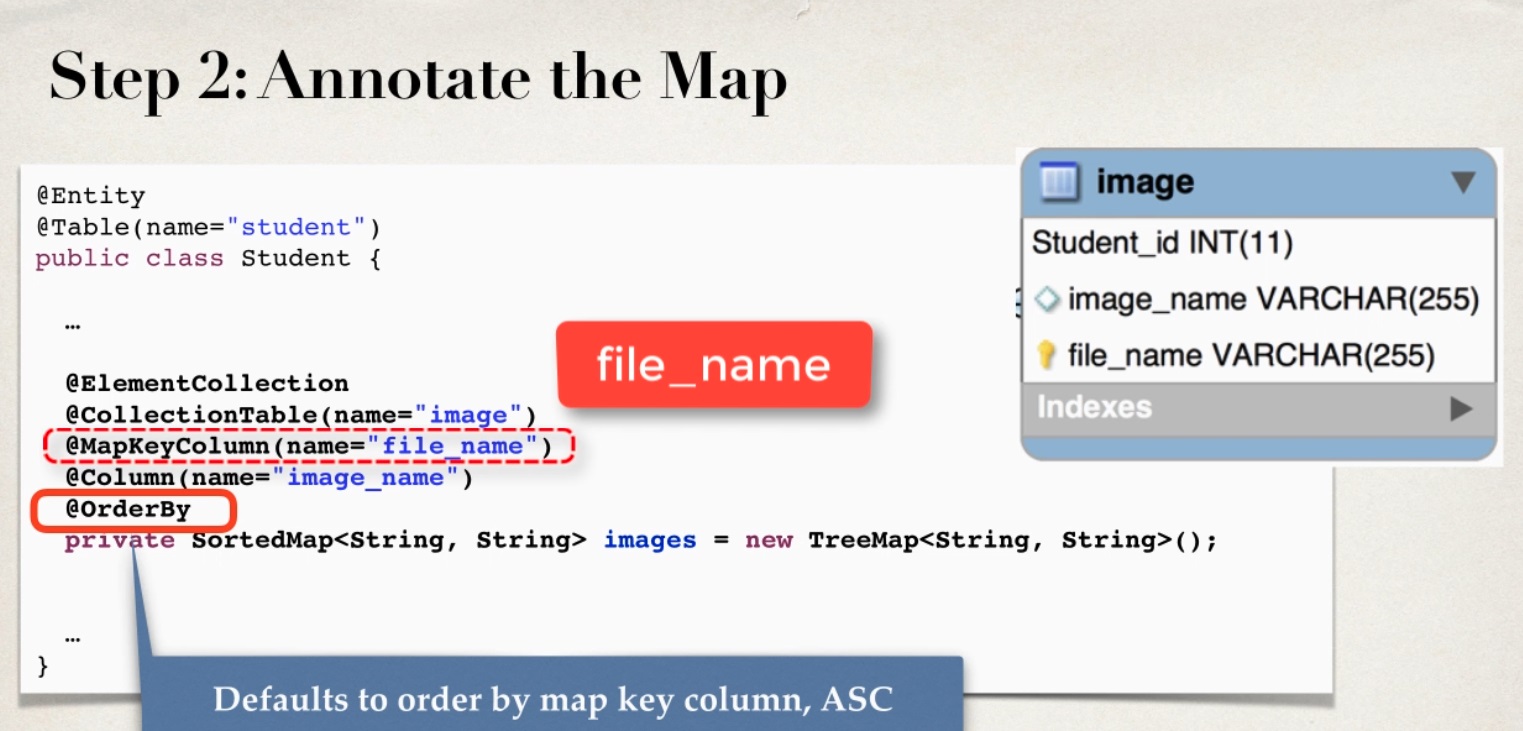 Step 2: Annotate the Map
@Entity
@Table(name="student")
public class Student {
…
@ElementCollection
@CollectionTable(name="image")
@MapKeyColumn(name="file_name")
@Column(name="image_name")
@OrderBy
private SortedMap<String, String> images = new TreeMap<String, String>();
…
}
file_name
image
Student_id INT(11)
image_name VARCHAR(255)
file_name VARCHAR(255)
Indexes
Defaults to order by map key column, ASC